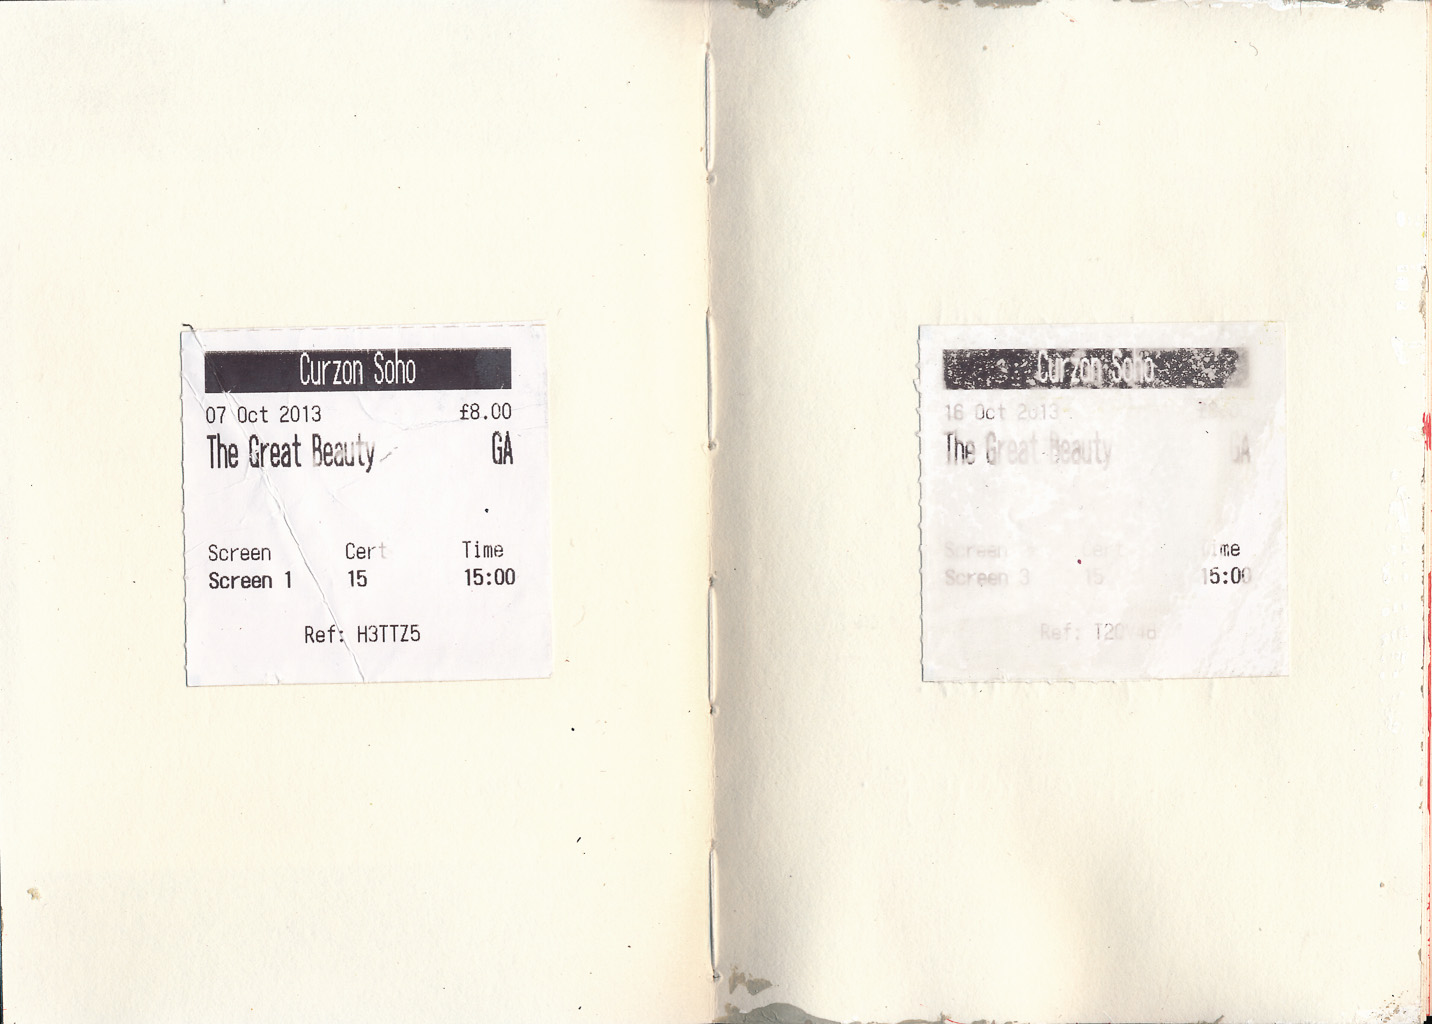 Curzon Soho
07 Oct 2013 £8.00
The Great Beauty GA
Screen Cert Time
Screen 1 15 15:00
Ref: H3TTZ5
Curzon Soho
16 Oct 2013
The Great Beauty GA
Screen Cert Time
Screen 3 15 15:00
Ref: